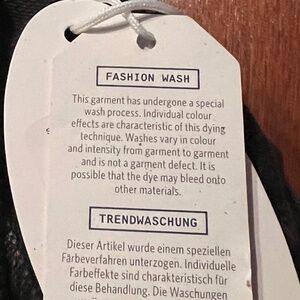 FASHION WASH
This garment has undergone a special
wash process. Individual colour
effects are characteristic of this dying
technique. Washes vary in colour
and intensity from garment to garment
and is not a garment defect. It is
possible that the dye may bleed onto
other materials.
TRENDWASCHUNG
Dieser Artikel wurde einem speziellen
Färbeverfahren unterzogen. Individuelle
Farbeffekte sind charakteristisch für
diese Behandlung. Die Waschungen